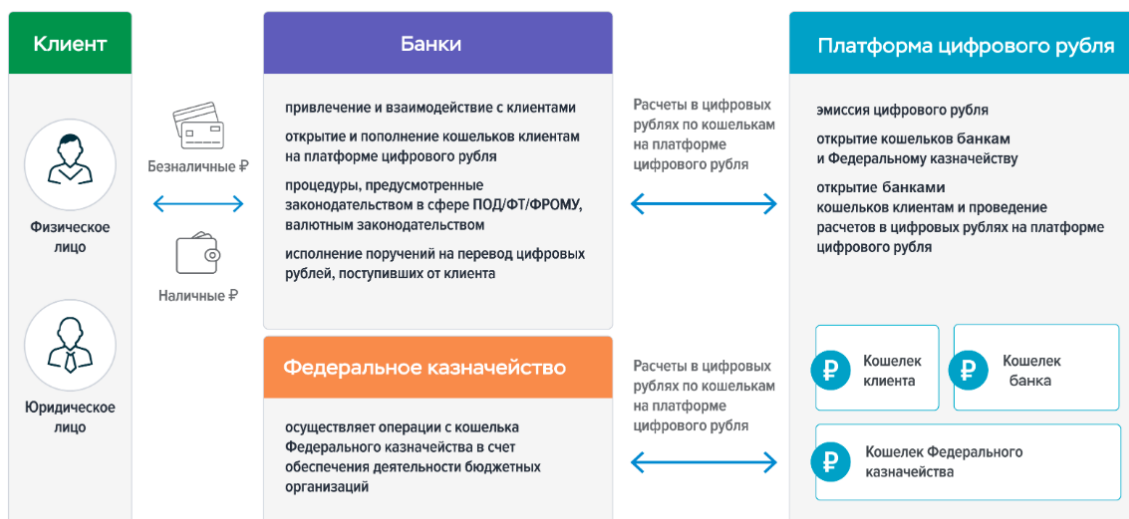 Клиент
Физическое
лицо
Юридическое
лицо
Безналичные ₽
Наличные ₽
Банки
привлечение и взаимодействие с клиентами
открытие и пополнение кошельков клиентам
на платформе цифрового рубля
процедуры, предусмотренные
законодательством в сфере ПОД/ФТ/ФРОМУ,
валютным законодательством
исполнение поручений на перевод цифровых
рублей, поступивших от клиента
Федеральное казначейство
осуществляет операции с кошелька
Федерального казначейства в счет
обеспечения деятельности бюджетных
организаций
Расчеты в цифровых
рублях по кошелькам
на платформе
цифрового рубля
Расчеты в цифровых
рублях по кошелькам
на платформе
цифрового рубля
Платформа цифрового рубля
эмиссия цифрового рубля
открытие кошельков банкам
и Федеральному казначейству
открытие банками
кошельков клиентам и проведение
расчетов в цифровых рублях на платформе
цифрового рубля
₽
Кошелек
клиента
₽
Кошелек
банка
₽
Кошелек Федерального
казначейства